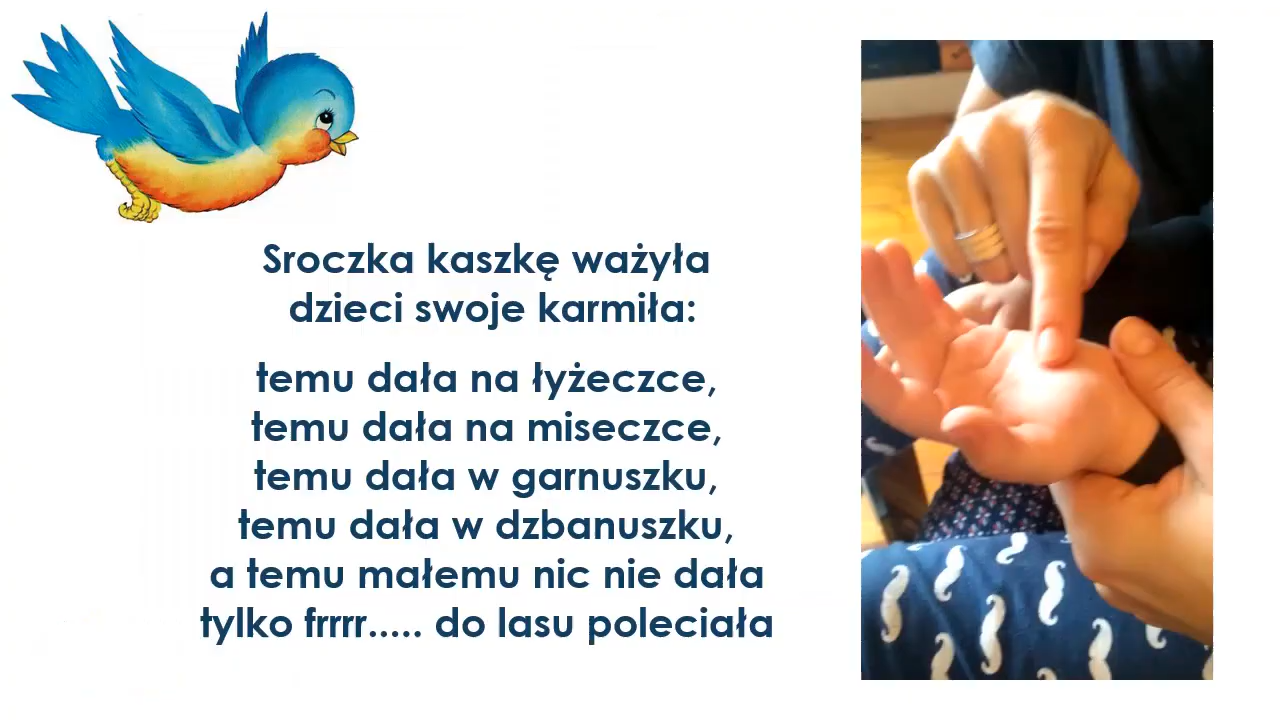 Sroczka kaszkę ważyła
dzieci swoje karmiła:
temu dała na łyżeczce,
temu dała na miseczce,
temu dała w garnuszku,
temu dała w dzbanuszku,
a temu małemu nic nie dała
tylko frrrr..... do lasu poleciała